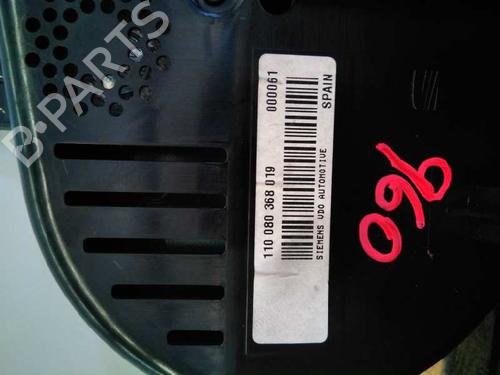 B-PARTS
000061
SPAIN
110 080 368 019
SIEMENS VDO AUTOMOTIVE
096